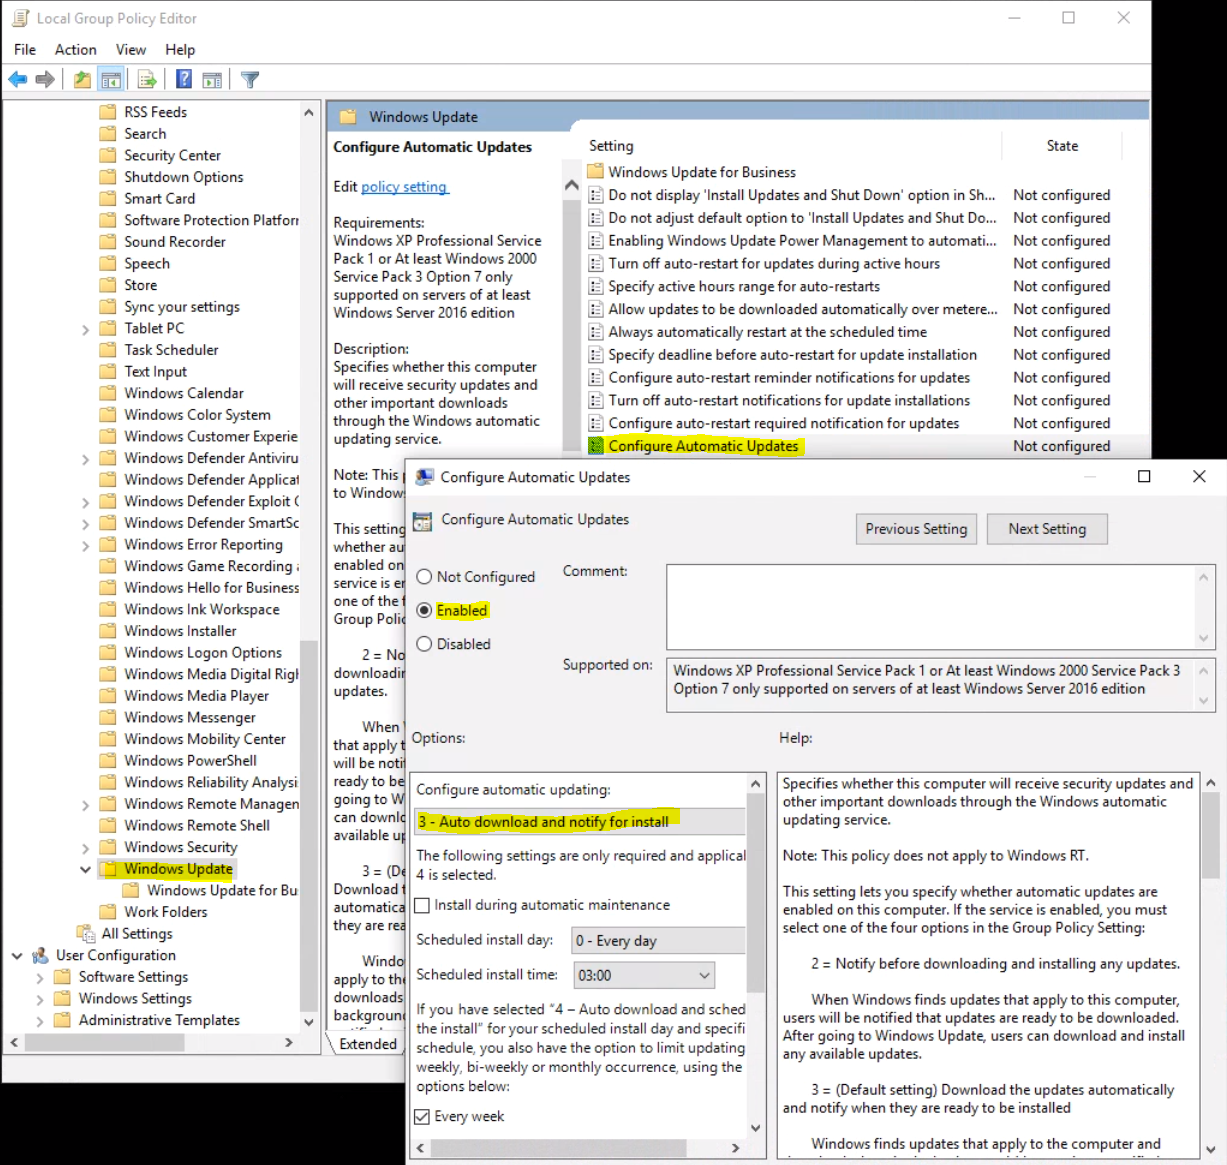 Local Group Policy Editor
File Action View Help
RSS Feeds
Search
Security Center
Shutdown Options
Smart Card
Software Protection Platforr
Sound Recorder
Speech
Store
Sync your settings
Tablet PC
Task Scheduler
Text Input
Windows Calendar
Windows Color System
Windows Customer Experie
Windows Defender Antiviru
Windows Defender Applicat
Windows Defender Exploit
Windows Defender SmartSc
Windows Error Reporting
Windows Game Recording
Windows Hello for Business
Windows Ink Workspace
Windows Installer
Windows Logon Options
Windows Media Digital Righ
Windows Media Player
Windows Messenger
Windows Mobility Center
Windows PowerShell
Windows Reliability Analysi
Windows Remote Manager
Windows Remote Shell
Windows Security
Windows Update
Windows Update for Bu
Work Folders
All Settings
User Configuration
Software Settings
Windows Settings
Administrative Templates
Windows Update
Configure Automatic Updates
Edit policy setting
Requirements:
Windows XP Professional Service
Pack 1 or At least Windows 2000
Service Pack 3 Option 7 only
supported on servers of at least
Windows Server 2016 edition
Description:
Specifies whether this computer
will receive security updates and
other important downloads
through the Windows automatic
updating service.
Note: This
to Window
This setting
whether au
enabled on
service is er
one of the f
Group Polic
2 = No
downloadin
updates.
When
that apply t
will be notif
ready to be
going to W
can downlo
available up
3 = (De
Download t
automatica
they are rea
Windo
apply to the
downloads
background
Extended
Setting State
Windows Update for Business
Do not display 'Install Updates and Shut Down' option in Sh... Not configured
Do not adjust default option to 'Install Updates and Shut Do... Not configured
Enabling Windows Update Power Management to automati... Not configured
Turn off auto-restart for updates during active hours Not configured
Specify active hours range for auto-restarts Not configured
Allow updates to be downloaded automatically over metere... Not configured
Always automatically restart at the scheduled time Not configured
Specify deadline before auto-restart for update installation Not configured
Configure auto-restart reminder notifications for updates Not configured
Turn off auto-restart notifications for update installations Not configured
Configure auto-restart required notification for updates Not configured
Configure Automatic Updates Not configured
Configure Automatic Updates
Configure Automatic Updates
Previous Setting Next Setting
Not Configured
Enabled
Disabled
Comment:
Supported on:
Windows XP Professional Service Pack 1 or At least Windows 2000 Service Pack 3
Option 7 only supported on servers of at least Windows Server 2016 edition
Options:
Configure automatic updating:
3 - Auto download and notify for install
The following settings are only required and applical
4 is selected.
Install during automatic maintenance
Scheduled install day: 0 - Every day
Scheduled install time: 03:00
If you have selected “4 – Auto download and sched
the install” for your scheduled install day and specifi
schedule, you also have the option to limit updating
weekly, bi-weekly or monthly occurrence, using the
options below:
Every week
Help:
Specifies whether this computer will receive security updates and
other important downloads through the Windows automatic
updating service.
Note: This policy does not apply to Windows RT.
This setting lets you specify whether automatic updates are
enabled on this computer. If the service is enabled, you must
select one of the four options in the Group Policy Setting:
2 = Notify before downloading and installing any updates.
When Windows finds updates that apply to this computer,
users will be notified that updates are ready to be downloaded.
After going to Windows Update, users can download and install
any available updates.
3 = (Default setting) Download the updates automatically
and notify when they are ready to be installed
Windows finds updates that apply to the computer and